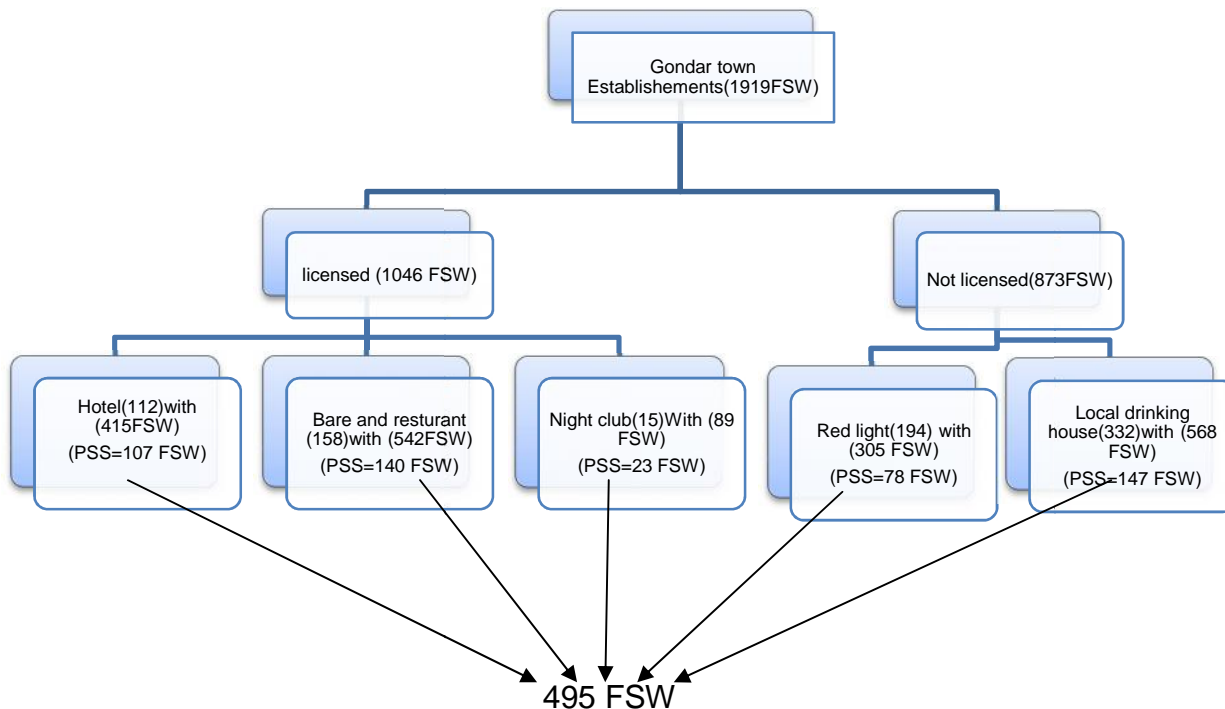 Gondar town
Establishements(1919FSW)
licensed (1046 FSW)
Not licensed(873FSW)
Hotel(112)with
(415FSW)
(PSS=107 FSW)
Bare and resturant
(158)with (542FSW)
(PSS=140 FSW)
Night club(15)With (89
FSW)
(PSS=23 FSW)
Red light(194) with
(305 FSW)
(PSS=78 FSW)
Local drinking
house(332)with (568
FSW)
(PSS=147 FSW)
495 FSW